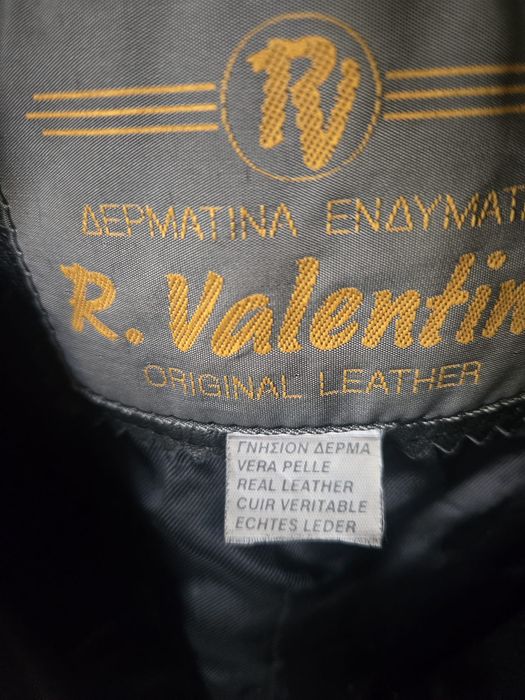 RV
ΔΕΡΜΑΤΙΝΑ ΕΝΔΥΜΑΤ
R. Valentin
ORIGINAL LEATHER
ΓΝΗΣΙΟΝ ΔΕΡΜΑ
VERA PELLE
REAL LEATHER
CUIR VERITABLE
ECHTES LEDER